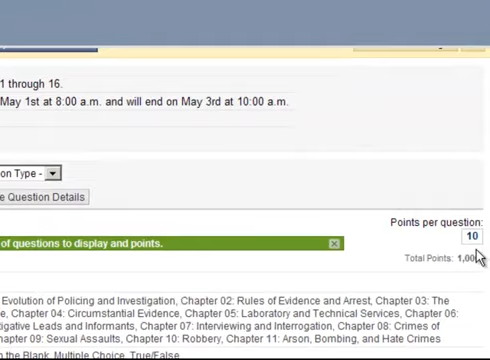 1 through 16.
May 1st at 8:00 a.m. and will end on May 3rd at 10:00 a.m.
on Type -
e Question Details
Points per question:
10
of questions to display and points.
Total Points: 1,00
Evolution of Policing and Investigation, Chapter 02: Rules of Evidence and Arrest, Chapter 03: The
e, Chapter 04: Circumstantial Evidence, Chapter 05: Laboratory and Technical Services, Chapter 06:
tigative Leads and Informants, Chapter 07: Interviewing and Interrogation, Chapter 08: Crimes of
hapter 09: Sexual Assaults, Chapter 10: Robbery, Chapter 11: Arson, Bombing, and Hate Crimes
n the Blank, Multiple Choice, True/False